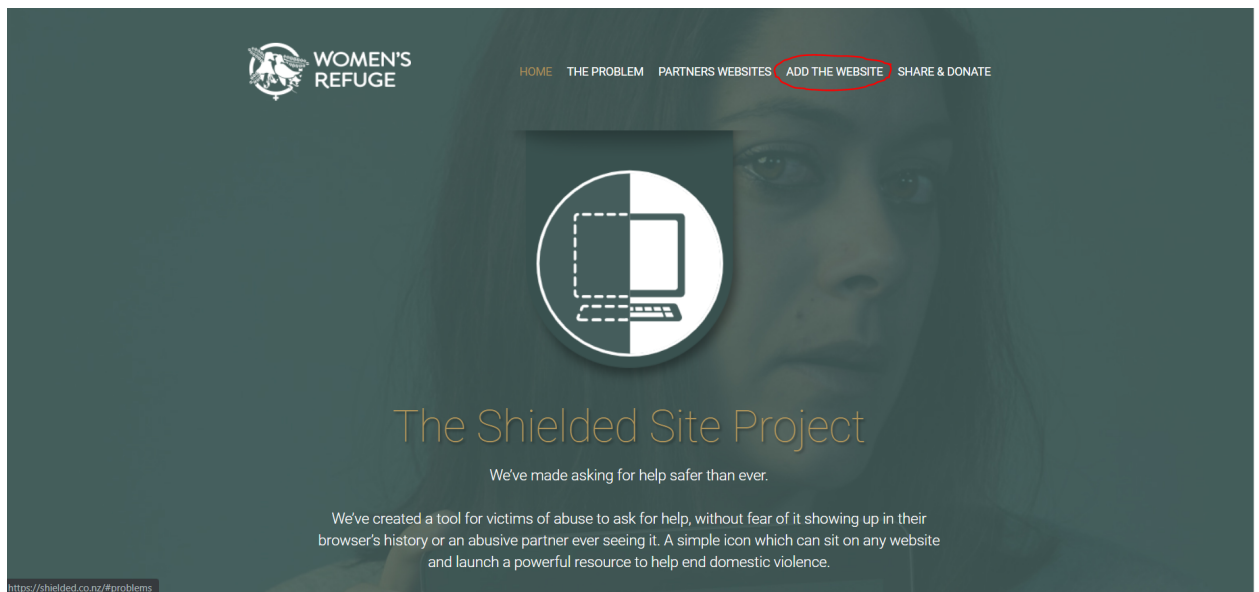 WOMEN'S
REFUGE
HOME THE PROBLEM PARTNERS WEBSITES ADD THE WEBSITE SHARE & DONATE
The Shielded Site Project
We've made asking for help safer than ever.
We've created a tool for victims of abuse to ask for help, without fear of it showing up in their
browser's history or an abusive partner ever seeing it. A simple icon which can sit on any website
and launch a powerful resource to help end domestic violence.
https://shielded.co.nz/#problems